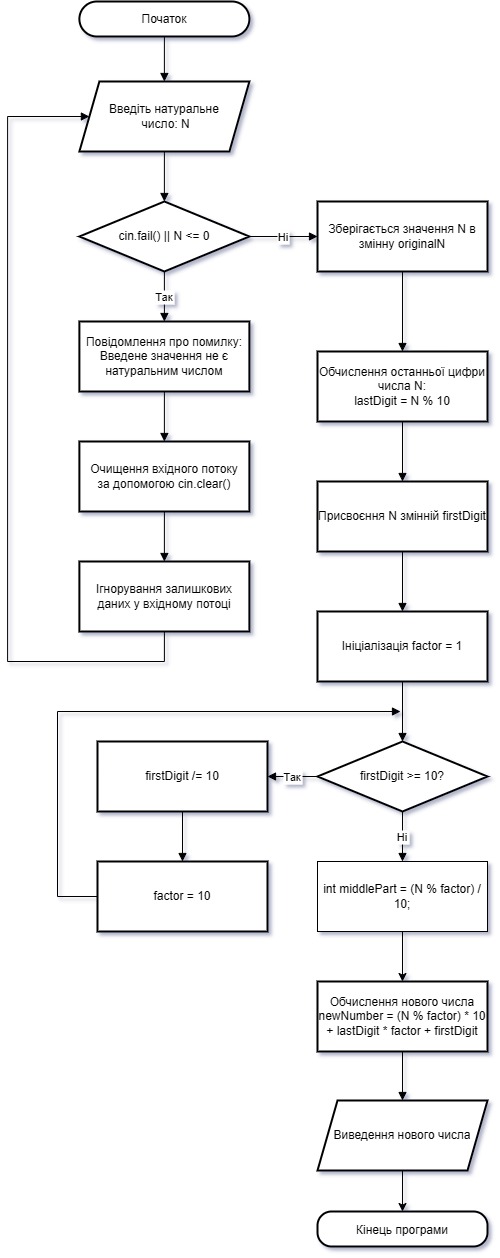 Початок
Введіть натуральне
число: N
cin.fail() || N <= 0
Ні
Зберігається значення N в
змінну originalN
Так
Повідомлення про помилку:
Введене значення не є
натуральним числом
Обчислення останньої цифри
числа N:
lastDigit = N % 10
Очищення вхідного потоку
за допомогою cin.clear()
Присвоєння N змінній firstDigit
Ігнорування залишкових
даних у вхідному потоці
Ініціалізація factor = 1
firstDigit >= 10?
Так
firstDigit /= 10
Ні
factor = 10
int middlePart = (N % factor) /
10;
Обчислення нового числа
newNumber = (N % factor) * 10
+ lastDigit * factor + firstDigit
Виведення нового числа
Кінець програми